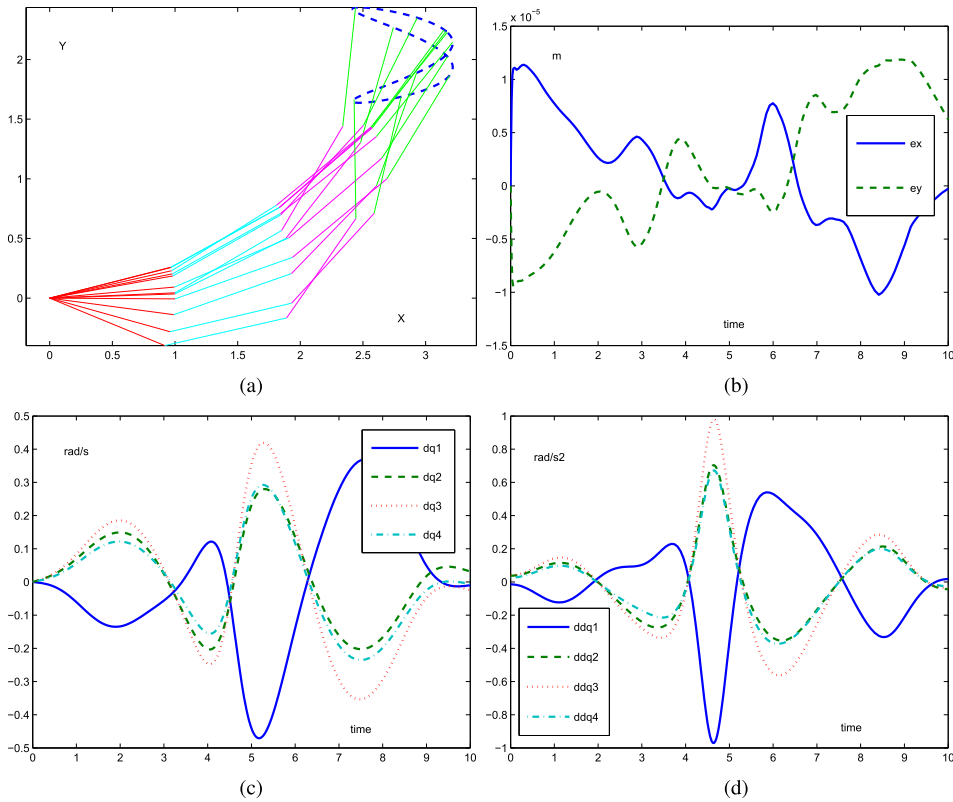 Y
X
2
1.5
1
0.5
0
0
0.5
1
1.5
2
2.5
3
(a)
x 10⁻⁵
1.5
1
0.5
0
−0.5
−1
−1.5
m
ex
ey
time
0 1 2 3 4 5 6 7 8 9 10
(b)
0.5
0.4
0.3
0.2
0.1
0
−0.1
−0.2
−0.3
−0.4
−0.5
rad/s
dq1
dq2
dq3
dq4
time
0 1 2 3 4 5 6 7 8 9 10
(c)
1
0.8
0.6
0.4
0.2
0
−0.2
−0.4
−0.6
−0.8
−1
rad/s2
ddq1
ddq2
ddq3
ddq4
time
0 1 2 3 4 5 6 7 8 9 10
(d)